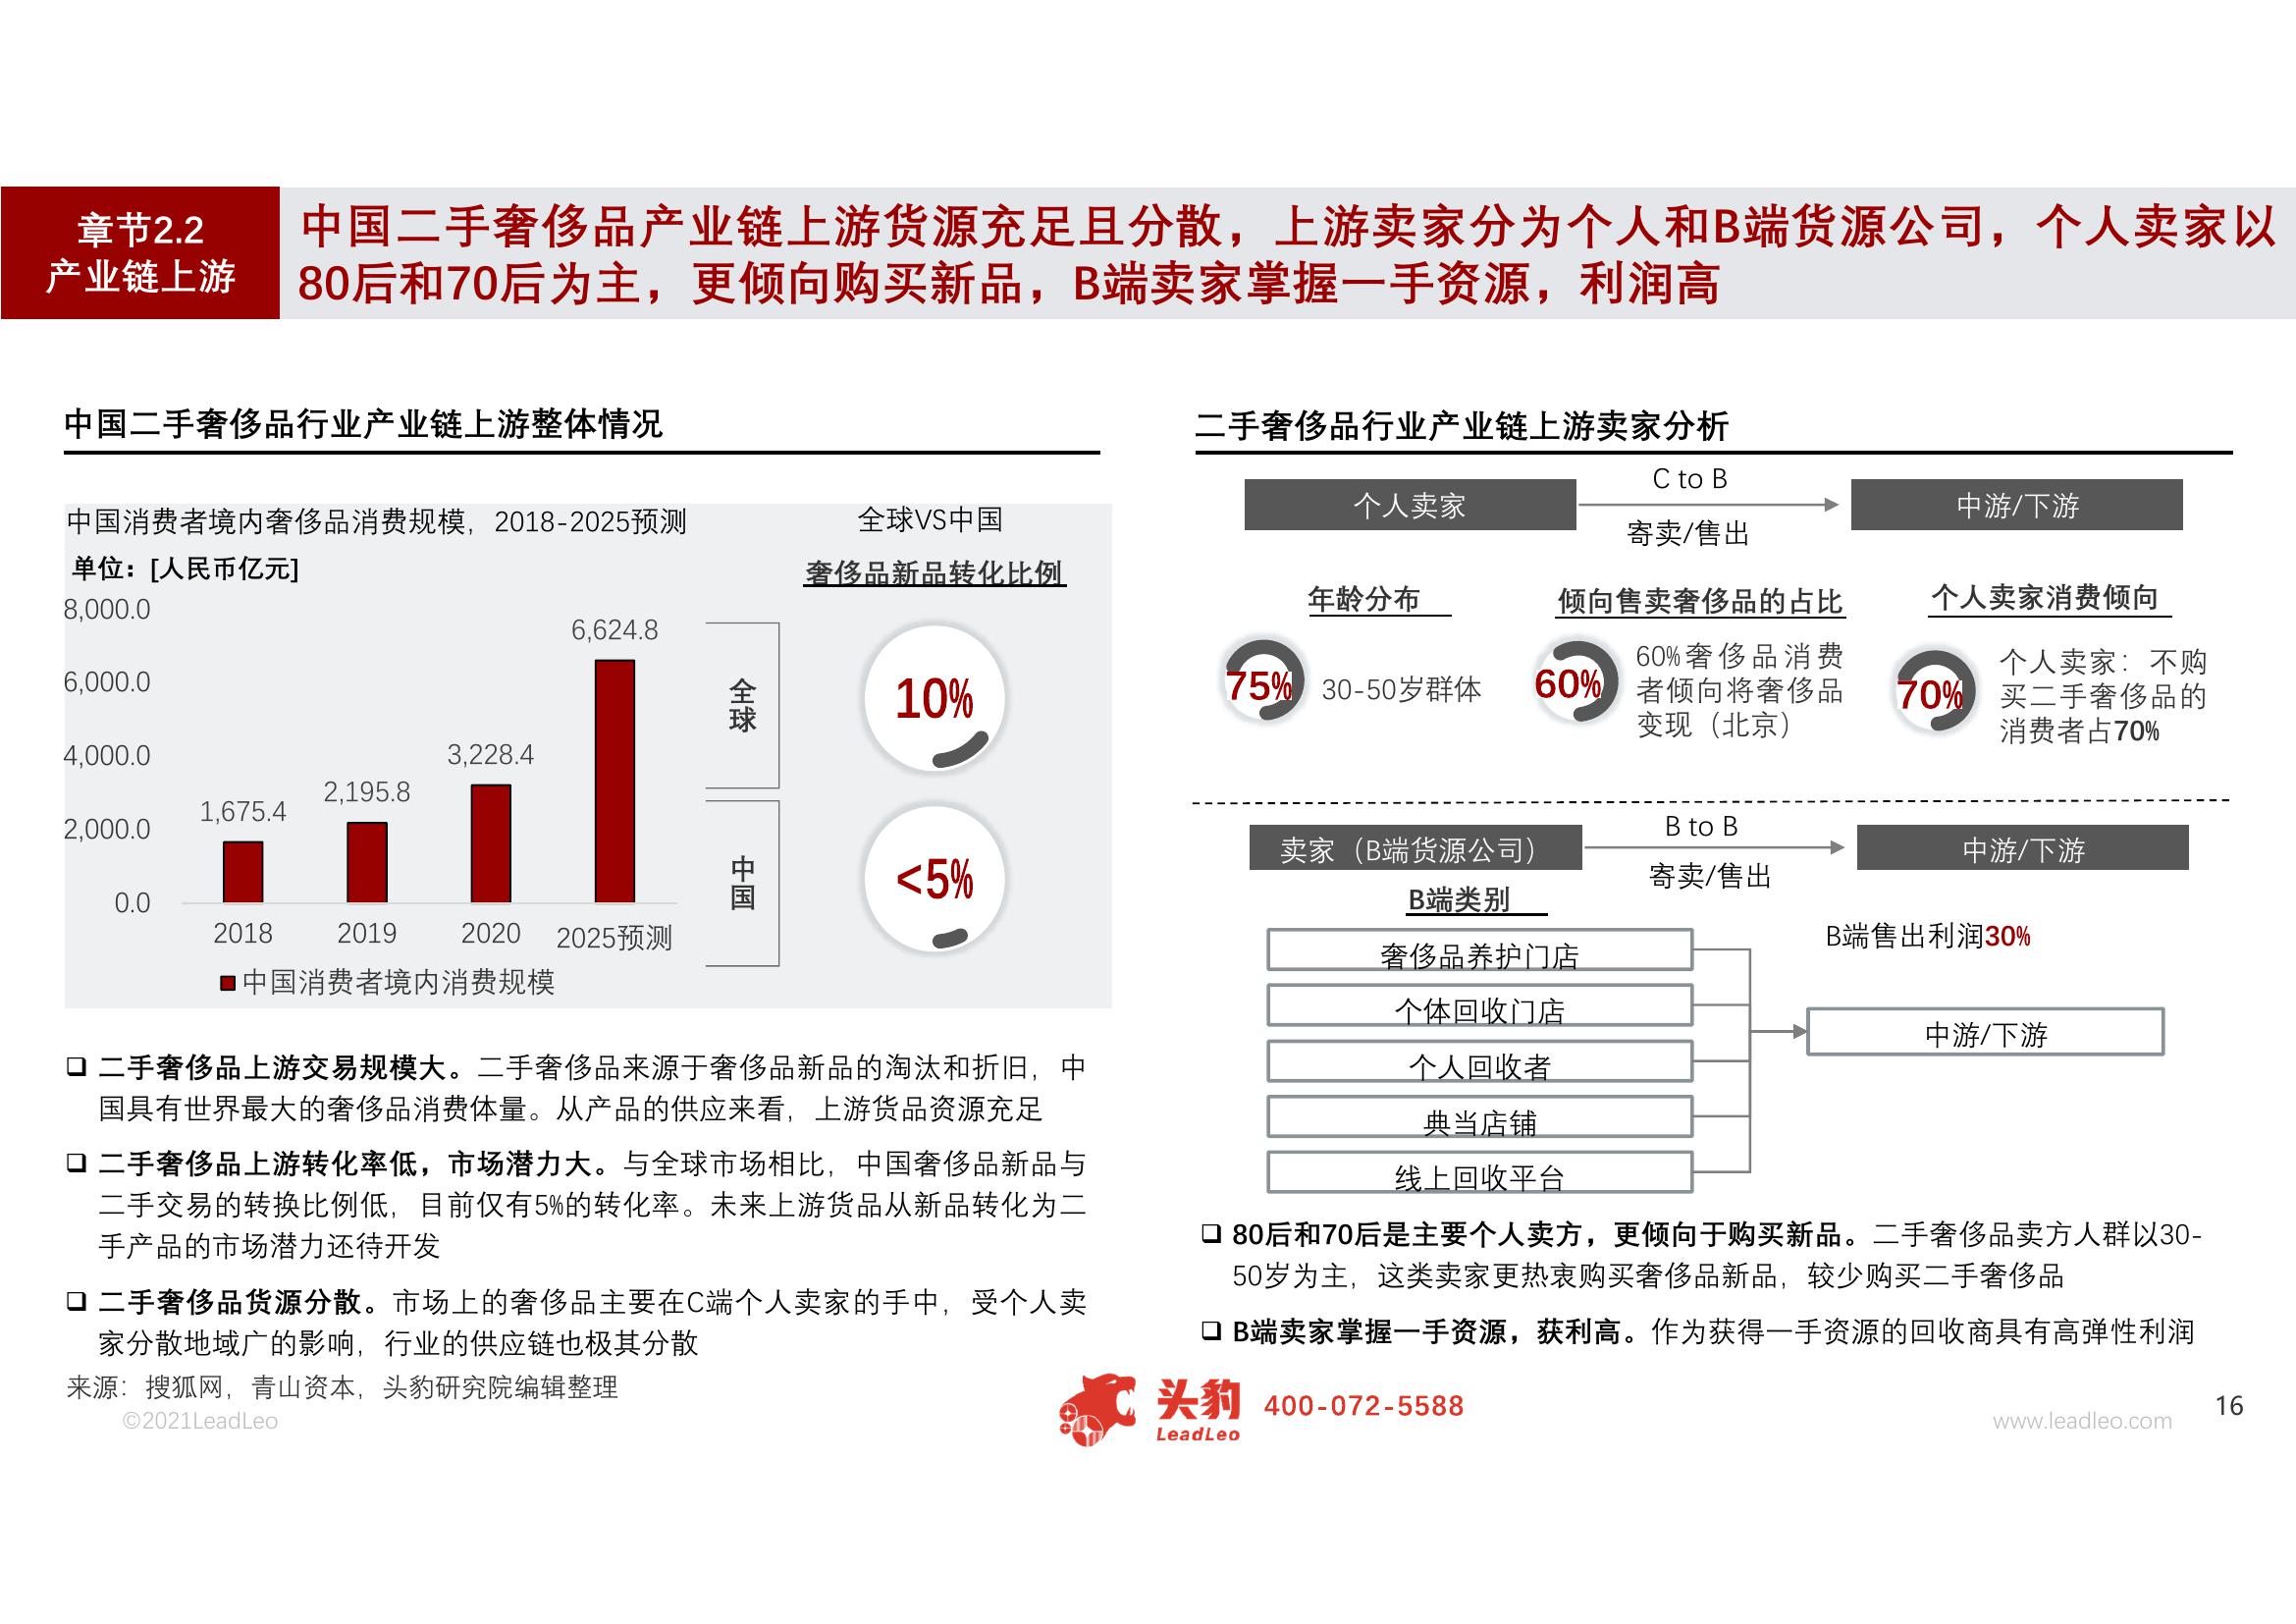 章节2.2
产业链上游
中国二手奢侈品产业链上游货源充足且分散，上游卖家分为个人和B端货源公司，个人卖家以
80后和70后为主，更倾向购买新品，B端卖家掌握一手资源，利润高
中国二手奢侈品行业产业链上游整体情况
中国消费者境内奢侈品消费规模，2018-2025预测
单位：[人民币亿元]
8,000.0
6,000.0
4,000.0
2,000.0
0.0
1,675.4
2,195.8
3,228.4
6,624.8
2018
2019
2020
2025预测
中国消费者境内消费规模
全球VS中国
奢侈品新品转化比例
全球
10%
中国
<5%
❑ 二手奢侈品上游交易规模大。二手奢侈品来源于奢侈品新品的淘汰和折旧，中
国具有世界最大的奢侈品消费体量。从产品的供应来看，上游货品资源充足
❑ 二手奢侈品上游转化率低，市场潜力大。与全球市场相比，中国奢侈品新品与
二手交易的转换比例低，目前仅有5%的转化率。未来上游货品从新品转化为二
手产品的市场潜力还待开发
❑ 二手奢侈品货源分散。市场上的奢侈品主要在C端个人卖家的手中，受个人卖
家分散地域广的影响，行业的供应链也极其分散
来源：搜狐网，青山资本，头豹研究院编辑整理
©2021LeadLeo
二手奢侈品行业产业链上游卖家分析
个人卖家
C to B
寄卖/售出
中游/下游
年龄分布
75%
30-50岁群体
倾向售卖奢侈品的占比
60%
60%奢侈品消费
者倾向将奢侈品
变现（北京）
个人卖家消费倾向
70%
个人卖家：不购
买二手奢侈品的
消费者占70%
卖家（B端货源公司）
B to B
寄卖/售出
中游/下游
B端类别
奢侈品养护门店
个体回收门店
个人回收者
典当店铺
线上回收平台
B端售出利润30%
中游/下游
❑ 80后和70后是主要个人卖方，更倾向于购买新品。二手奢侈品卖方人群以30-
50岁为主，这类卖家更热衷购买奢侈品新品，较少购买二手奢侈品
❑ B端卖家掌握一手资源，获利高。作为获得一手资源的回收商具有高弹性利润
头豹
LeadLeo
400-072-5588
www.leadleo.com
16